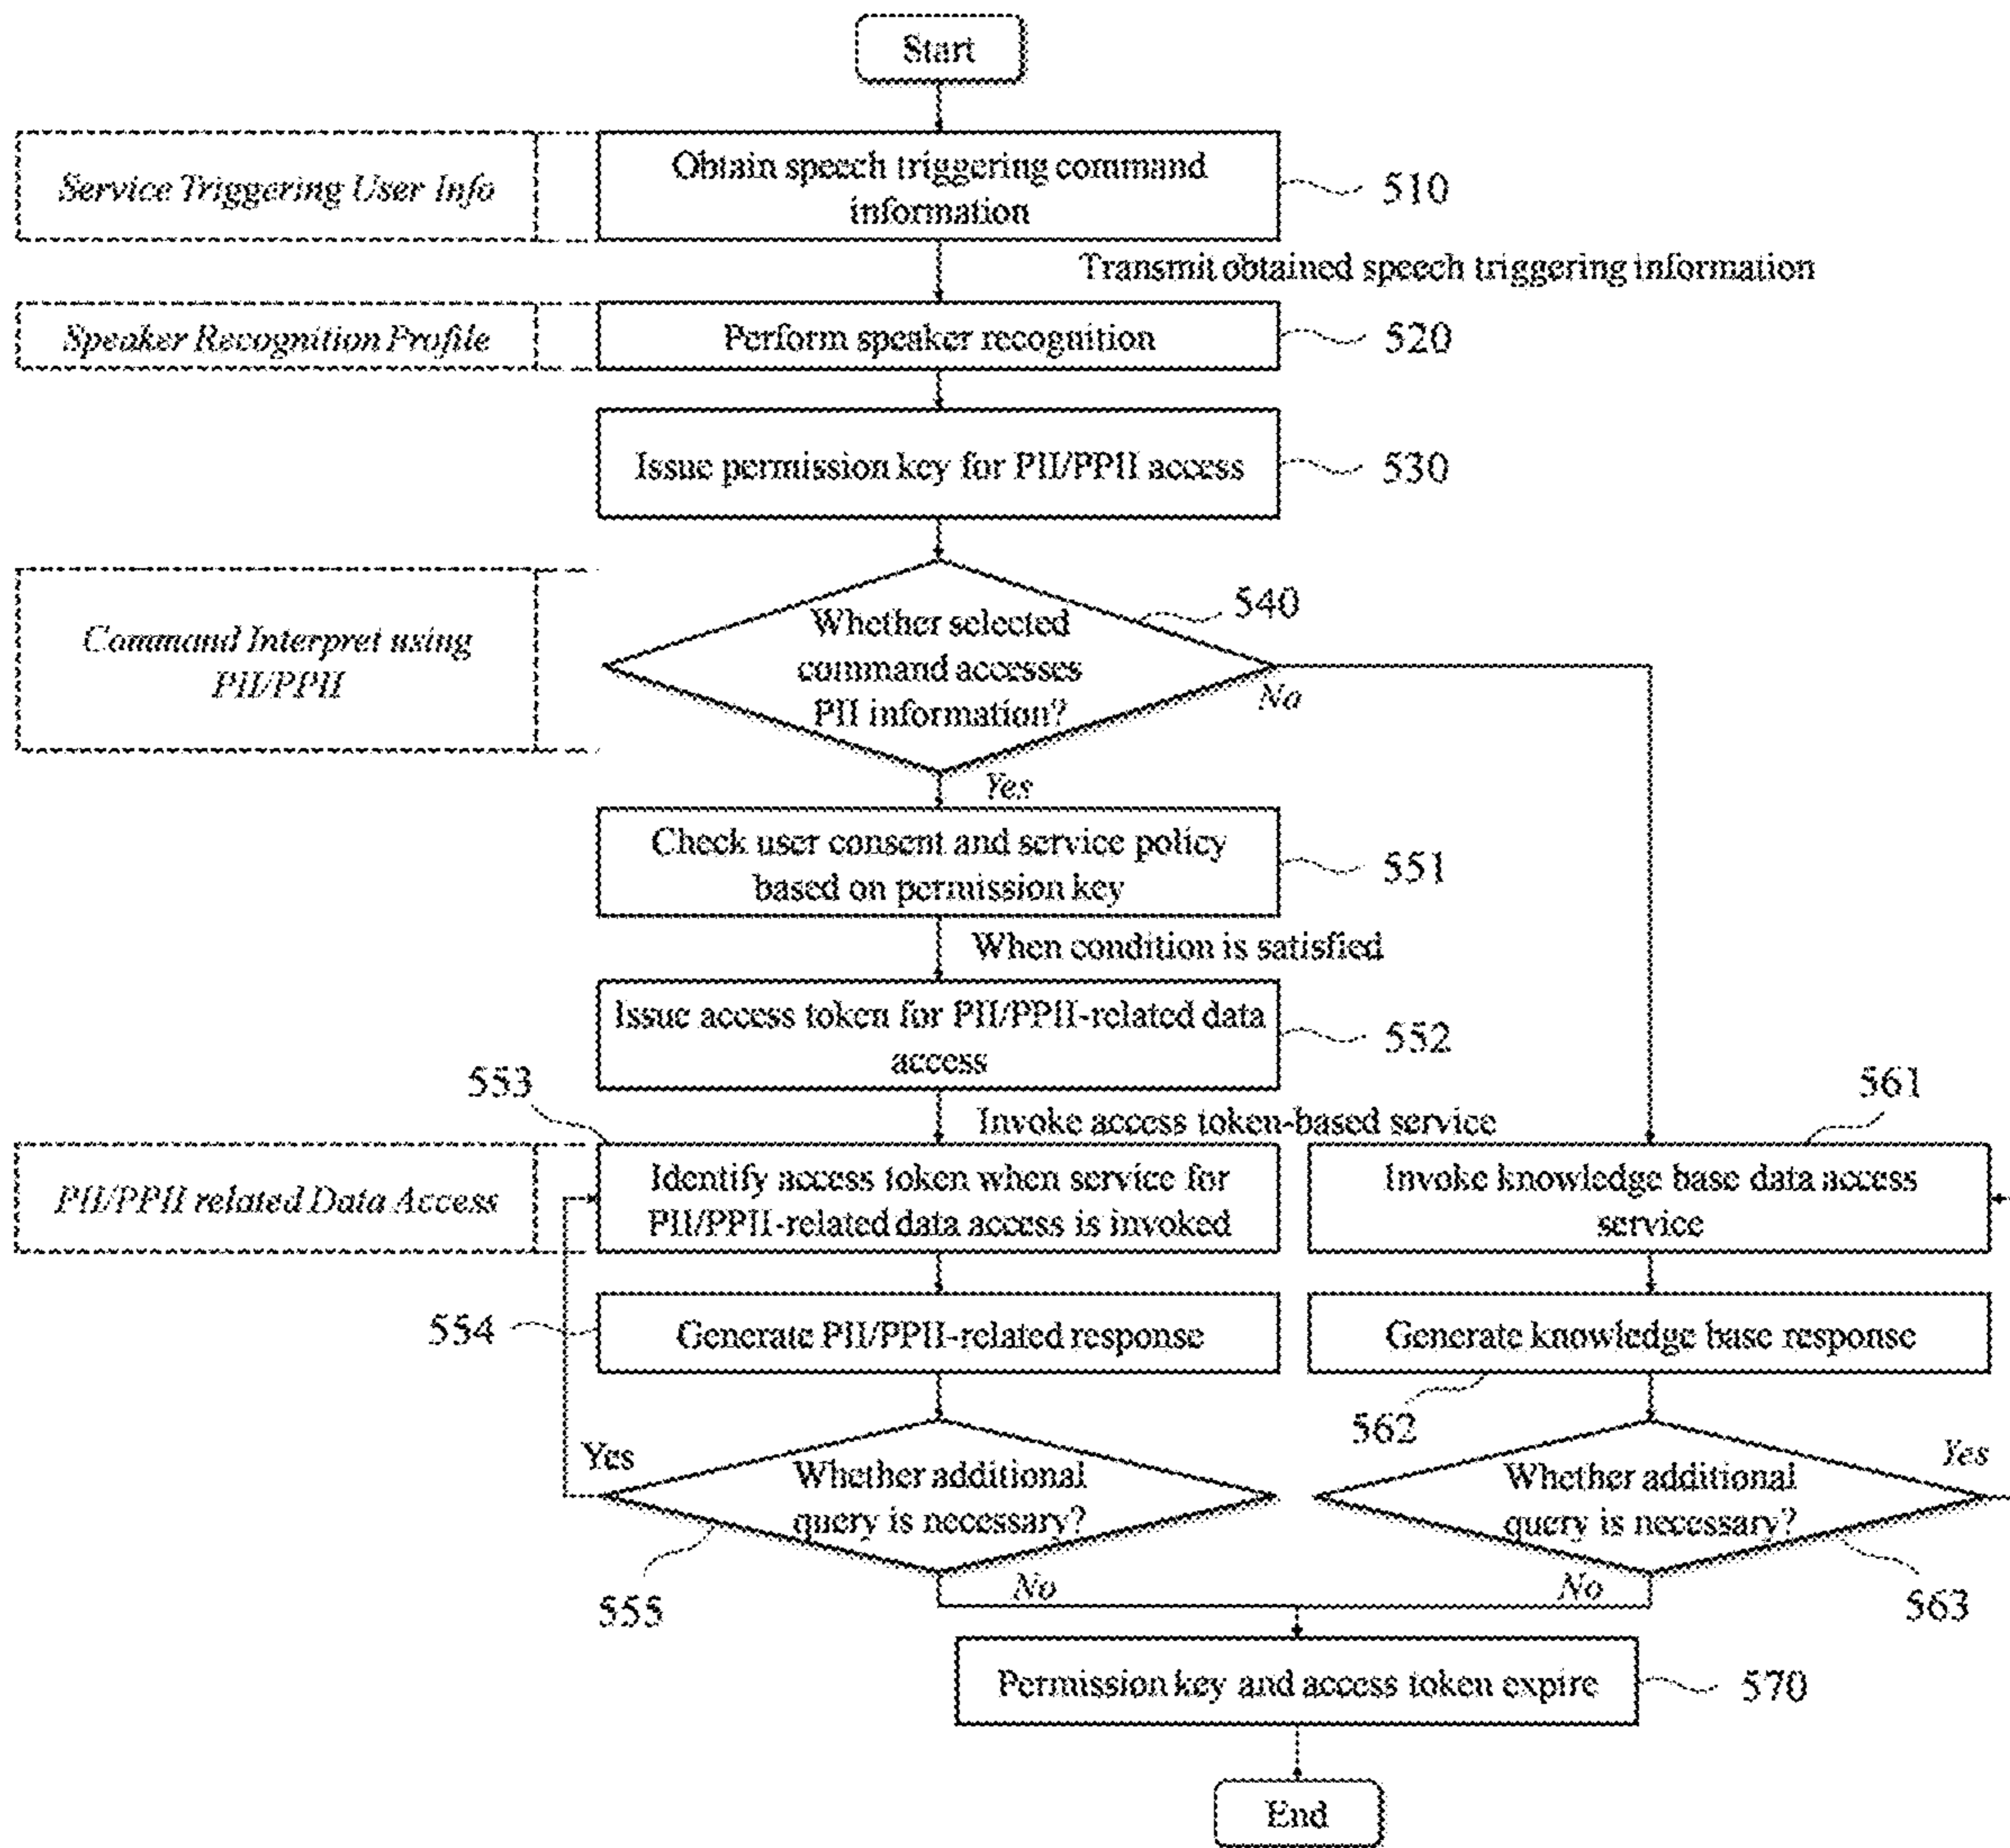 Start
Service Triggering User Info
Obtain speech triggering command
information
510
Transmit obtained speech triggering information
Speaker Recognition Profile
Perform speaker recognition
520
Issue permission key for PII/PPII access
530
Command Interpret using
PII/PPII
Whether selected
command accesses
PII information?
540
No
Yes
Check user consent and service policy
based on permission key
551
When condition is satisfied
Issue access token for PII/PPII-related data
access
552
553
Invoke access token-based service
561
PII/PPII related Data Access
Identify access token when service for
PII/PPII-related data access is invoked
Invoke knowledge base data access
service
554
Generate PII/PPII-related response
Generate knowledge base response
562
Yes
Whether additional
query is necessary?
555
No
Yes
Whether additional
query is necessary?
563
No
Permission key and access token expire
570
End